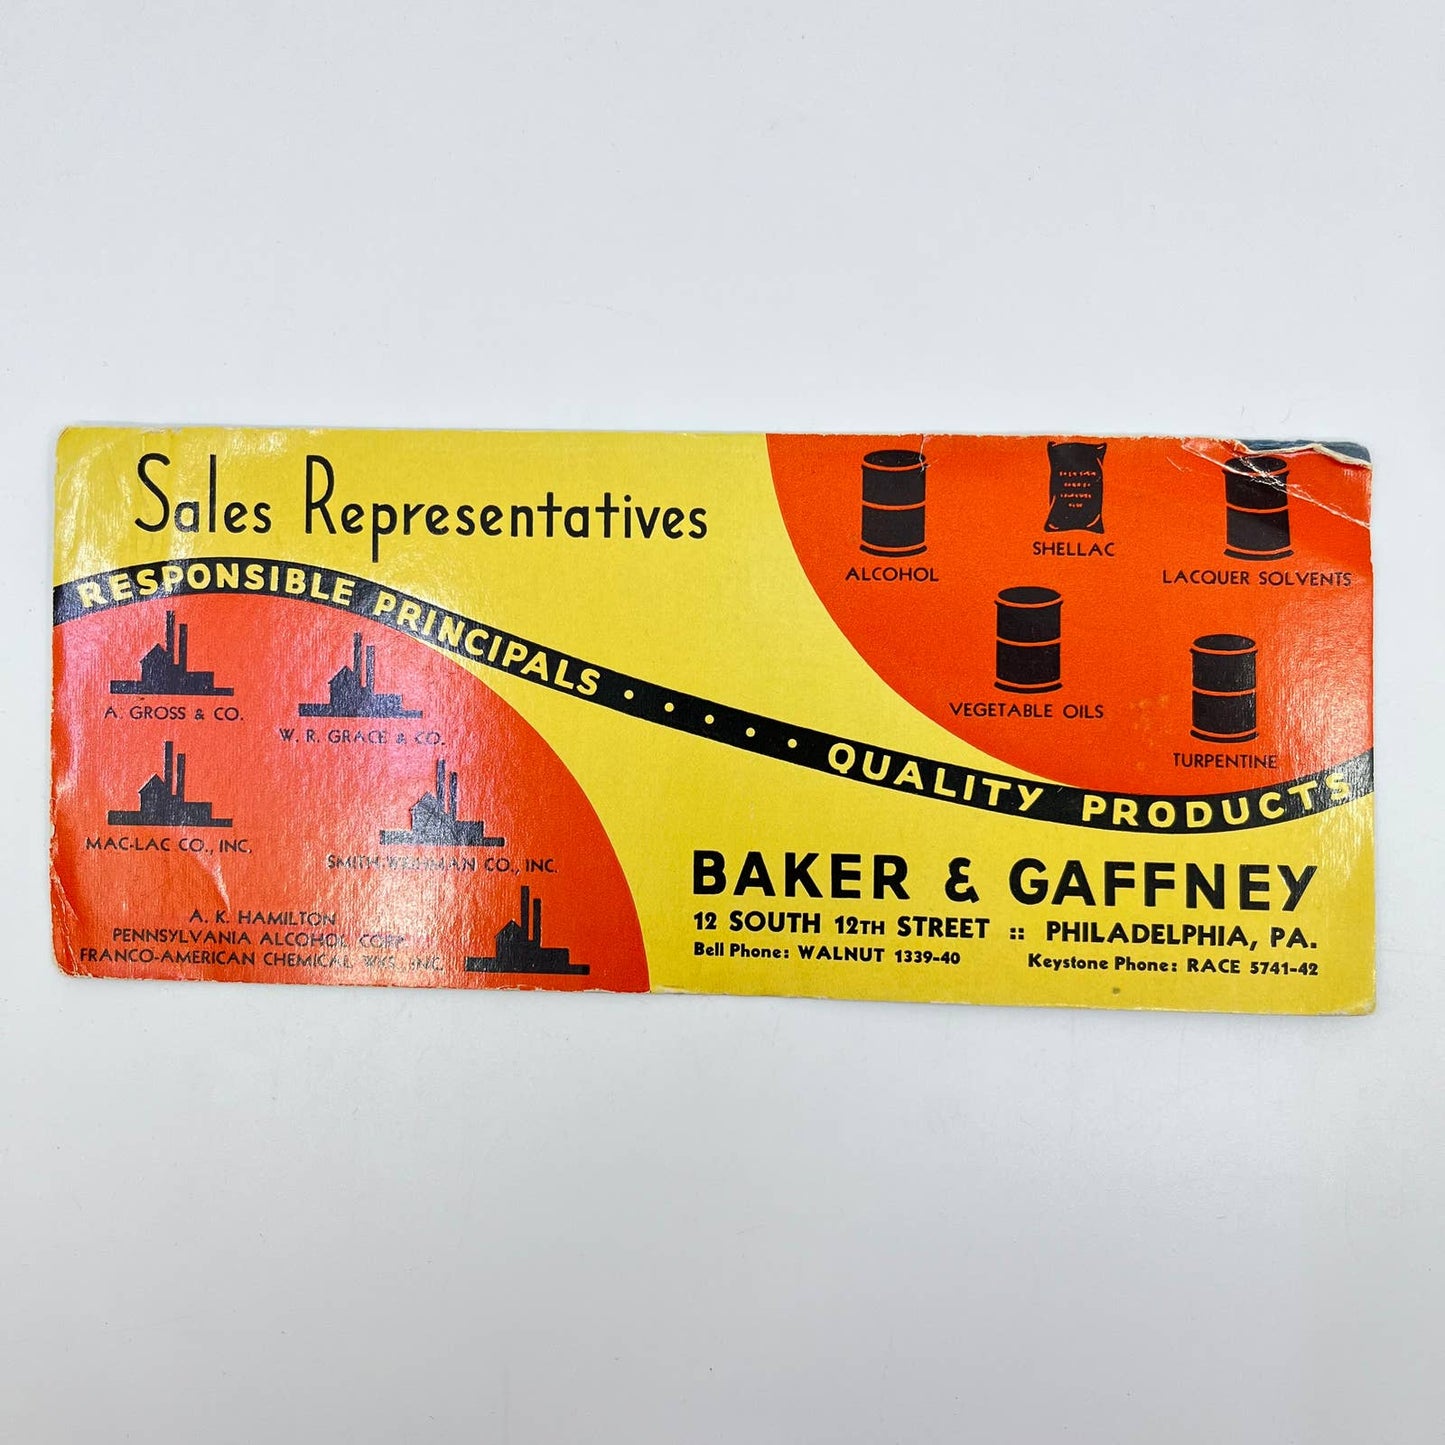 Sales Representatives
RESPONSIBLE PRINCIPALS . . . . . QUALITY PRODUCTS
A. GROSS & CO.
W. R. GRACE & CO.
MAC-LAC CO., INC.
SMITH-WEIHMAN CO., INC.
A. K. HAMILTON
PENNSYLVANIA ALCOHOL CORP.
FRANCO-AMERICAN CHEMICAL WKS., INC.
ALCOHOL
SHELLAC
LACQUER SOLVENTS
VEGETABLE OILS
TURPENTINE
BAKER & GAFFNEY
12 SOUTH 12TH STREET :: PHILADELPHIA, PA.
Bell Phone: WALNUT 1339-40 Keystone Phone: RACE 5741-42